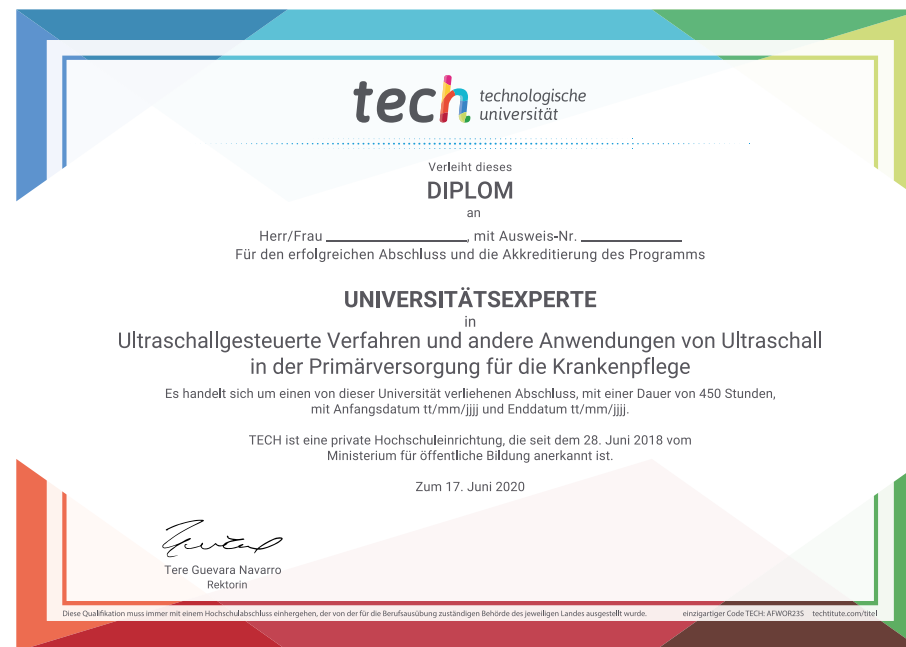 tech technologische
universität
Verleiht dieses
DIPLOM
an
Herr/Frau ____________, mit Ausweis-Nr. ____________
Für den erfolgreichen Abschluss und die Akkreditierung des Programms
UNIVERSITÄTSEXPERTE
in
Ultraschallgesteuerte Verfahren und andere Anwendungen von Ultraschall
in der Primärversorgung für die Krankenpflege
Es handelt sich um einen von dieser Universität verliehenen Abschluss, mit einer Dauer von 450 Stunden,
mit Anfangsdatum tt/mm/jjjj und Enddatum tt/mm/jjjj.
TECH ist eine private Hochschuleinrichtung, die seit dem 28. Juni 2018 vom
Ministerium für öffentliche Bildung anerkannt ist.
Zum 17. Juni 2020
Tere Guevara Navarro
Rektorin
Diese Qualifikation muss immer mit einem Hochschulabschluss einhergehen, der von der für die Berufsausübung zuständigen Behörde des jeweiligen Landes ausgestellt wurde. einzigartiger Code TECH: AFWOR23S techtitute.com/titel